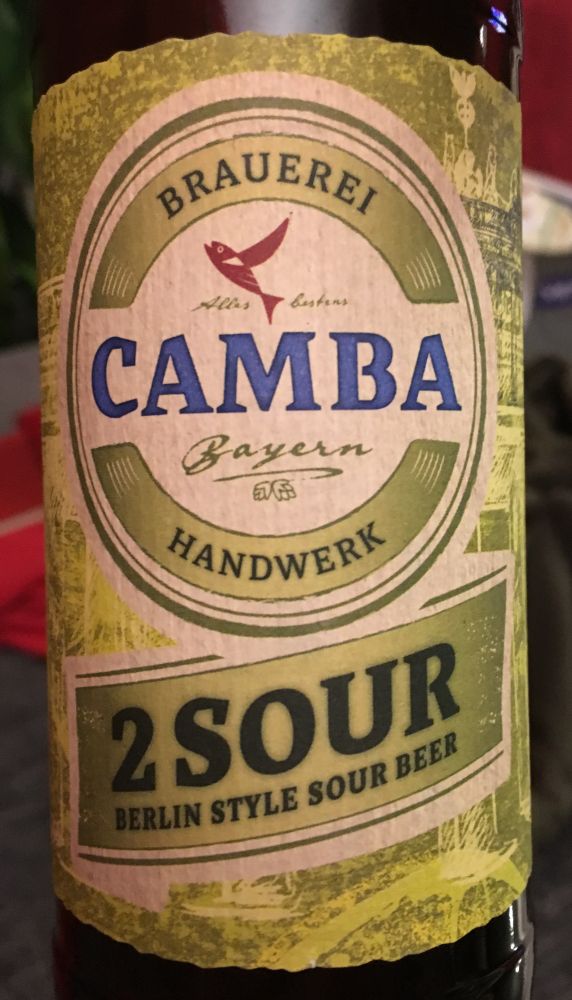 BRAUEREI
Alles bestens
CAMBA
Bayern
HANDWERK
2 SOUR
BERLIN STYLE SOUR BEER